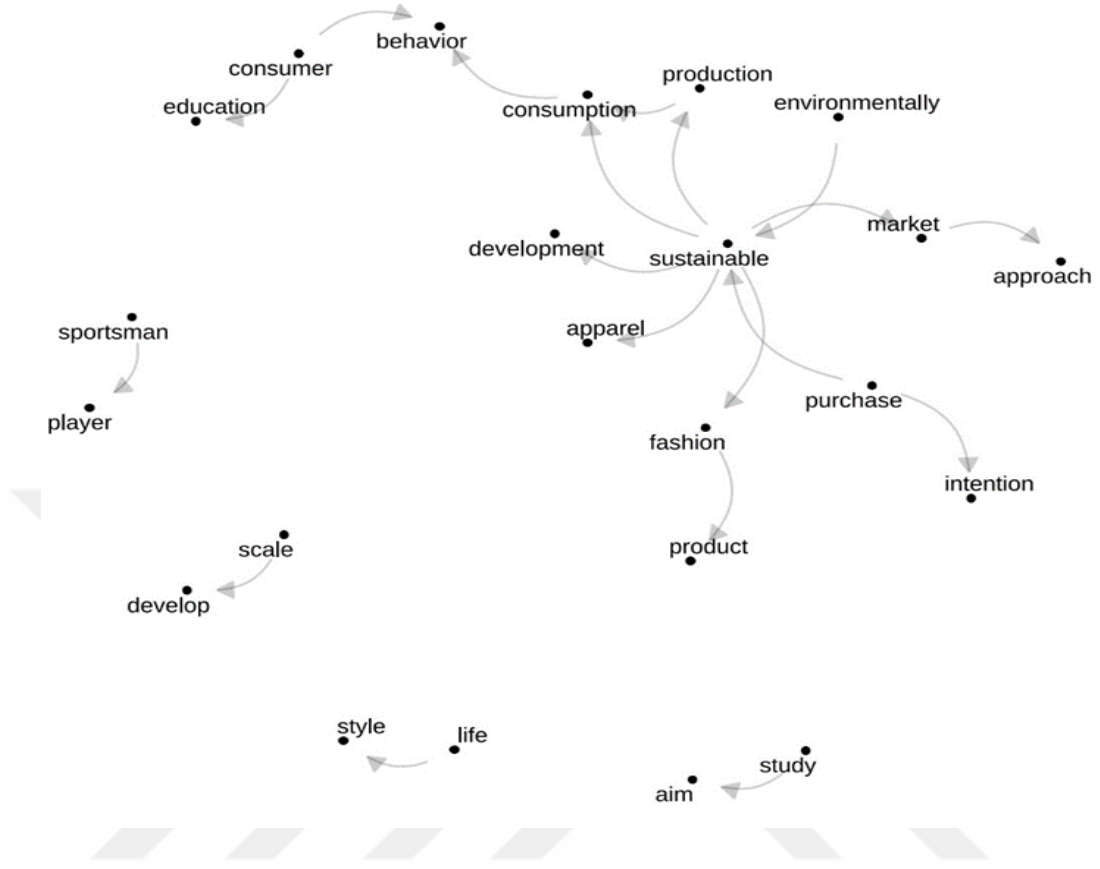 behavior
consumer
production
education
consumption
environmentally
market
development
sustainable
approach
sportsman
apparel
purchase
player
fashion
intention
scale
product
develop
style
life
study
aim